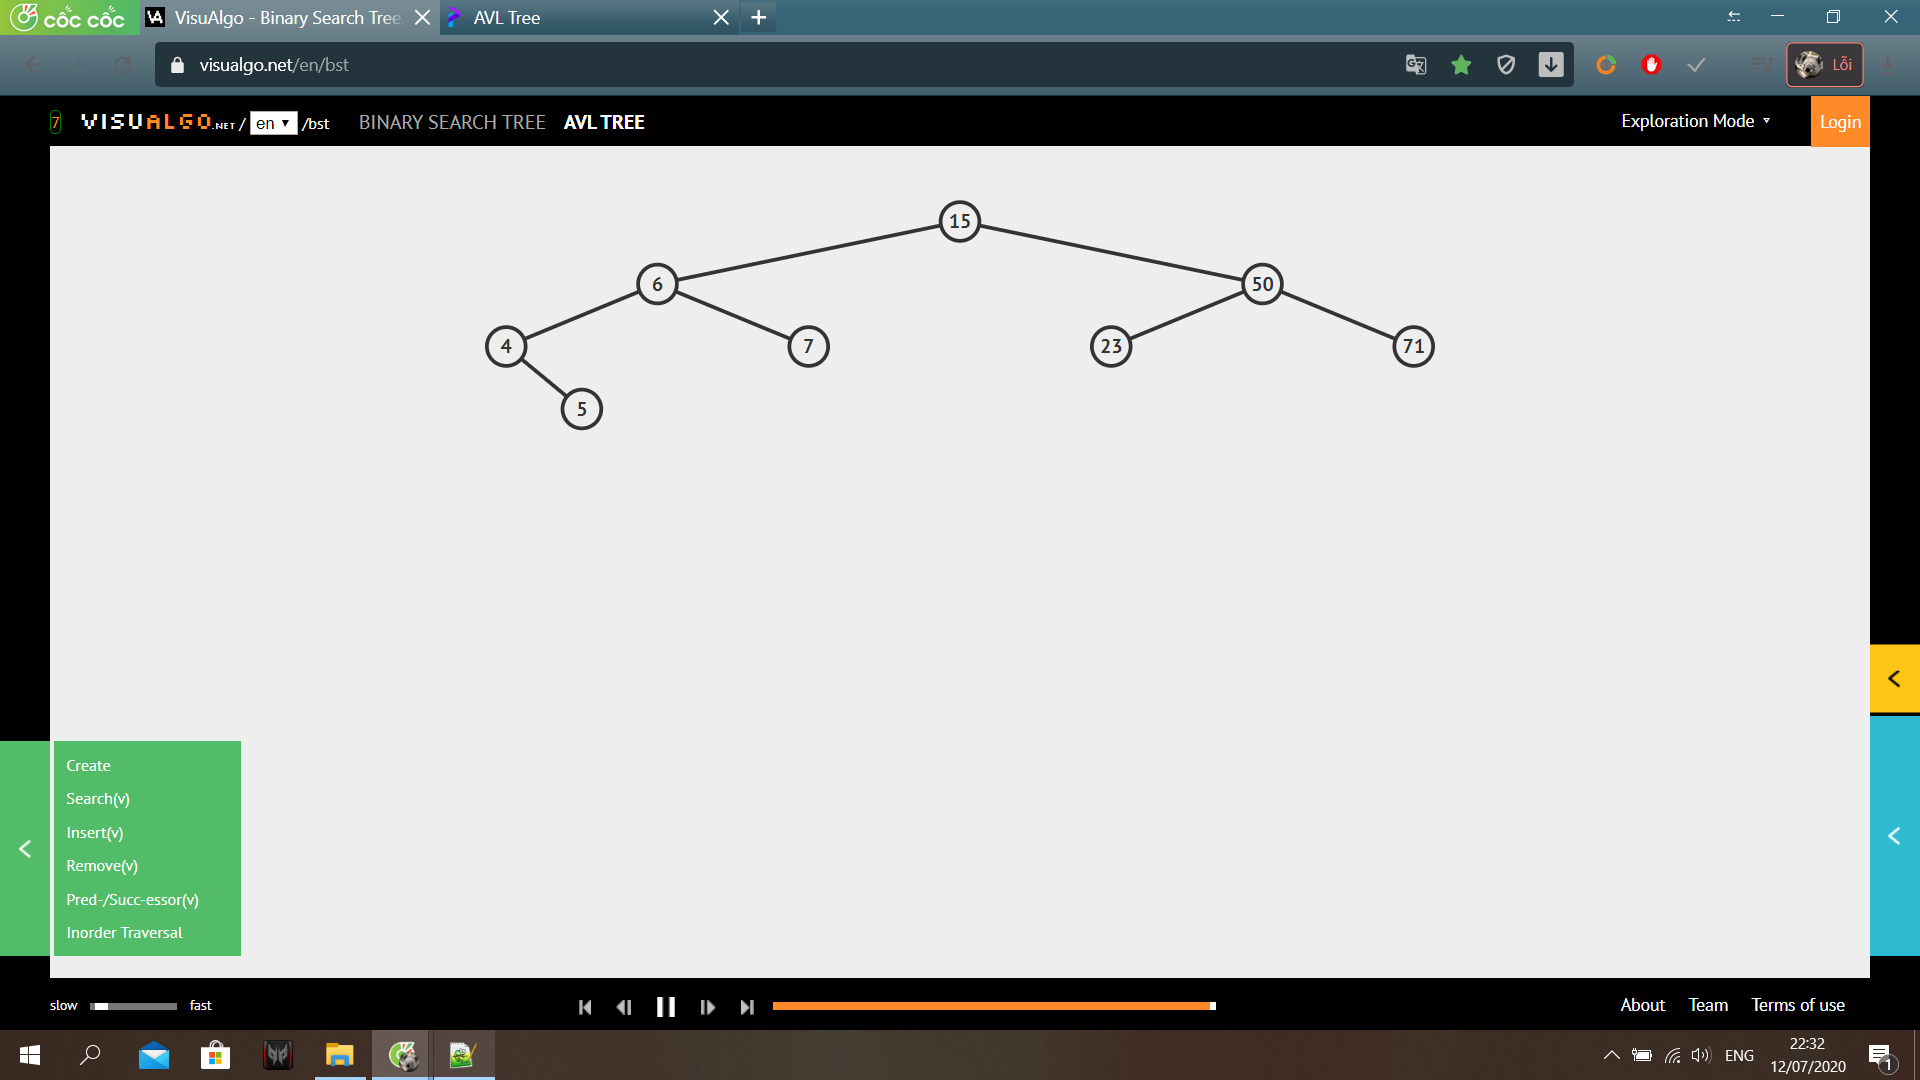 cốc cốc
VisuAlgo - Binary Search Tree,
AVL Tree
visualgo.net/en/bst
Lỗi
7
VISUALGO.NET / en /bst
BINARY SEARCH TREE
AVL TREE
Exploration Mode
Login
15
6
50
4
7
23
71
5
Create
Search(v)
Insert(v)
Remove(v)
Pred-/Succ-essor(v)
Inorder Traversal
slow
fast
About
Team
Terms of use
ENG
22:32
12/07/2020
1